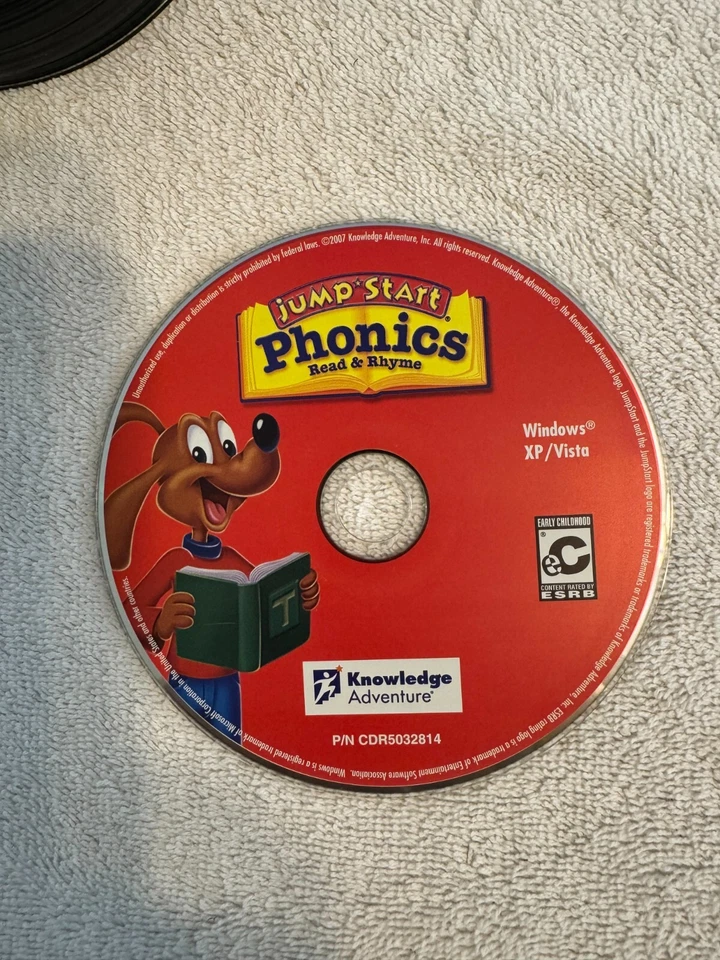 Unauthorized use, duplication or distribution is strictly prohibited by federal laws. ©2007 Knowledge Adventure, Inc. All rights reserved. Knowledge Adventure®, the Knowledge Adventure logo, JumpStart and the JumpStart logo are registered trademarks or trademarks of Knowledge Adventure, Inc. ESRB rating logo is a trademark of Entertainment Software Association. Windows is a registered trademark of Microsoft Corporation in the United States and other countries.
jump★start®
Phonics
Read & Rhyme
Windows®
XP/Vista
EARLY CHILDHOOD
eC
®
CONTENT RATED BY
ESRB
T
Knowledge
Adventure®
P/N CDR5032814